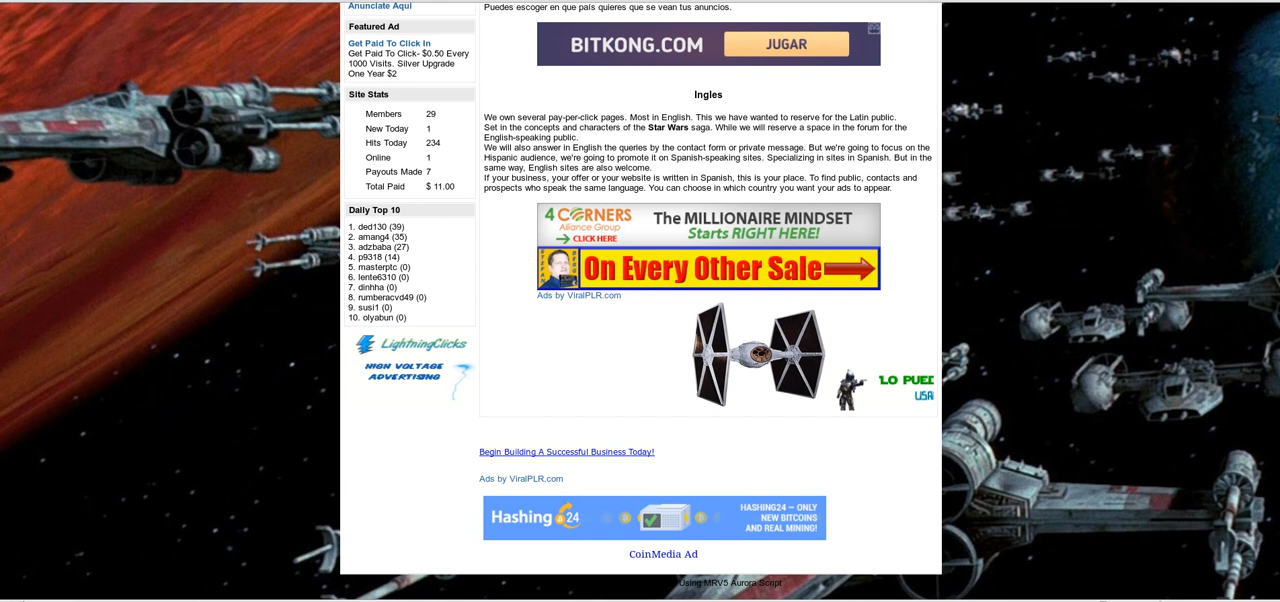 Anunciate Aqui
Featured Ad
Get Paid To Click In
Get Paid To Click- $0.50 Every
1000 Visits. Silver Upgrade
One Year $2
Site Stats
Members 29
New Today 1
Hits Today 234
Online 1
Payouts Made 7
Total Paid $ 11.00
Daily Top 10
1. ded130 (39)
2. amang4 (35)
3. adzbaba (27)
4. p9318 (14)
5. masterptc (0)
6. lente6310 (0)
7. dinhha (0)
8. rumberacvd49 (0)
9. susi1 (0)
10. olyabun (0)
LightningClicks
HIGH VOLTAGE
ADVERTISING
Puedes escoger en que país quieres que se vean tus anuncios.
BITKONG.COM JUGAR
Ingles
We own several pay-per-click pages. Most in English. This we have wanted to reserve for the Latin public.
Set in the concepts and characters of the Star Wars saga. While we will reserve a space in the forum for the
English-speaking public.
We will also answer in English the queries by the contact form or private message. But we're going to focus on the
Hispanic audience, we're going to promote it on Spanish-speaking sites. Specializing in sites in Spanish. But in the
same way, English sites are also welcome.
If your business, your offer or your website is written in Spanish, this is your place. To find public, contacts and
prospects who speak the same language. You can choose in which country you want your ads to appear.
4 CORNERS
Alliance Group
CLICK HERE
The MILLIONAIRE MINDSET
Starts RIGHT HERE!
STEFAN
BERG
On Every Other Sale
Ads by ViralPLR.com
LO PUED
USA
Begin Building A Successful Business Today!
Ads by ViralPLR.com
Hashing 24
HASHING24 — ONLY
NEW BITCOINS
AND REAL MINING!
CoinMedia Ad
Using MRV5 Aurora Script